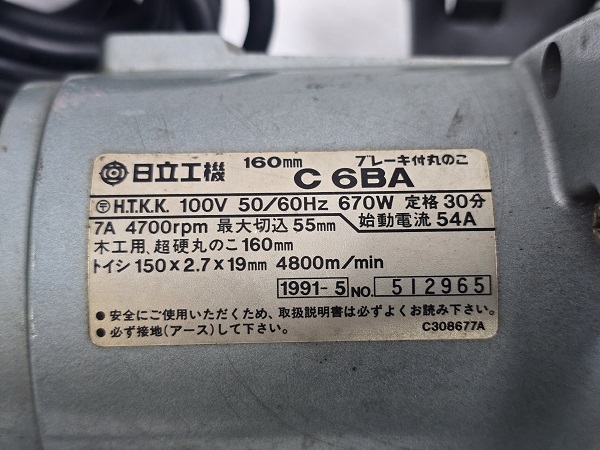 日立工機 160mm ブレーキ付丸のこ
C 6BA
〒 H.T.K.K. 100V 50/60Hz 670W 定格 30分
7A 4700rpm 最大切込 55mm 始動電流 54A
木工用, 超硬丸のこ 160mm
トイシ 150×2.7×19mm 4800m/min
1991-5 NO. 512965
●安全にご使用いただくため、取扱説明書は必ずよくお読み下さい。
●必ず接地(アース)して下さい。 C308677A